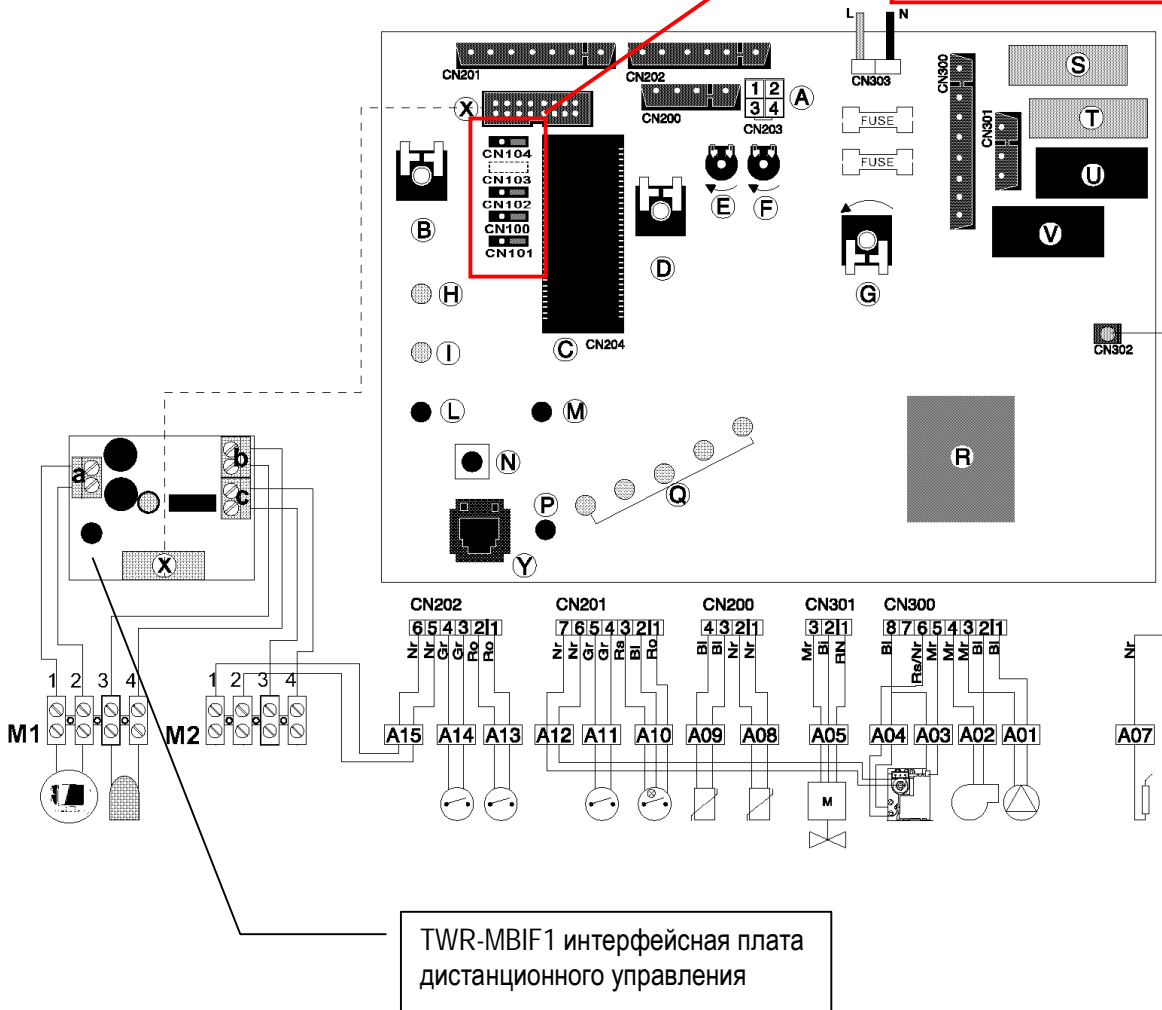 L N
CN201 CN202 CN303
X 1 2 A
3 4
CN200 CN203
FUSE
FUSE
CN300
CN301
S
T
U
V
CN104
CN103
CN102
CN100
CN101
B
E F
D
G
H
I
C CN204
CN302
L M
N
P
Q
R
Y
a b
c
X
CN202 CN201 CN200 CN301 CN300
6 5 4 3 2 1 7 6 5 4 3 2 1 4 3 2 1 3 2 1 8 7 6 5 4 3 2 1
Nr Nr Gr Gr Ro Ro Nr Nr Gr Gr Rs Bl Ro Bl Bl Nr Nr Mr Bi RN Bl Rs/Nr Mr Mr Mr Bl Bl Nr
1 2 3 4 1 2 3 4
M1 M2 A15 A14 A13 A12 A11 A10 A09 A08 A05 A04 A03 A02 A01 A07
M
TWR-MBIF1 интерфейсная плата
дистанционного управления